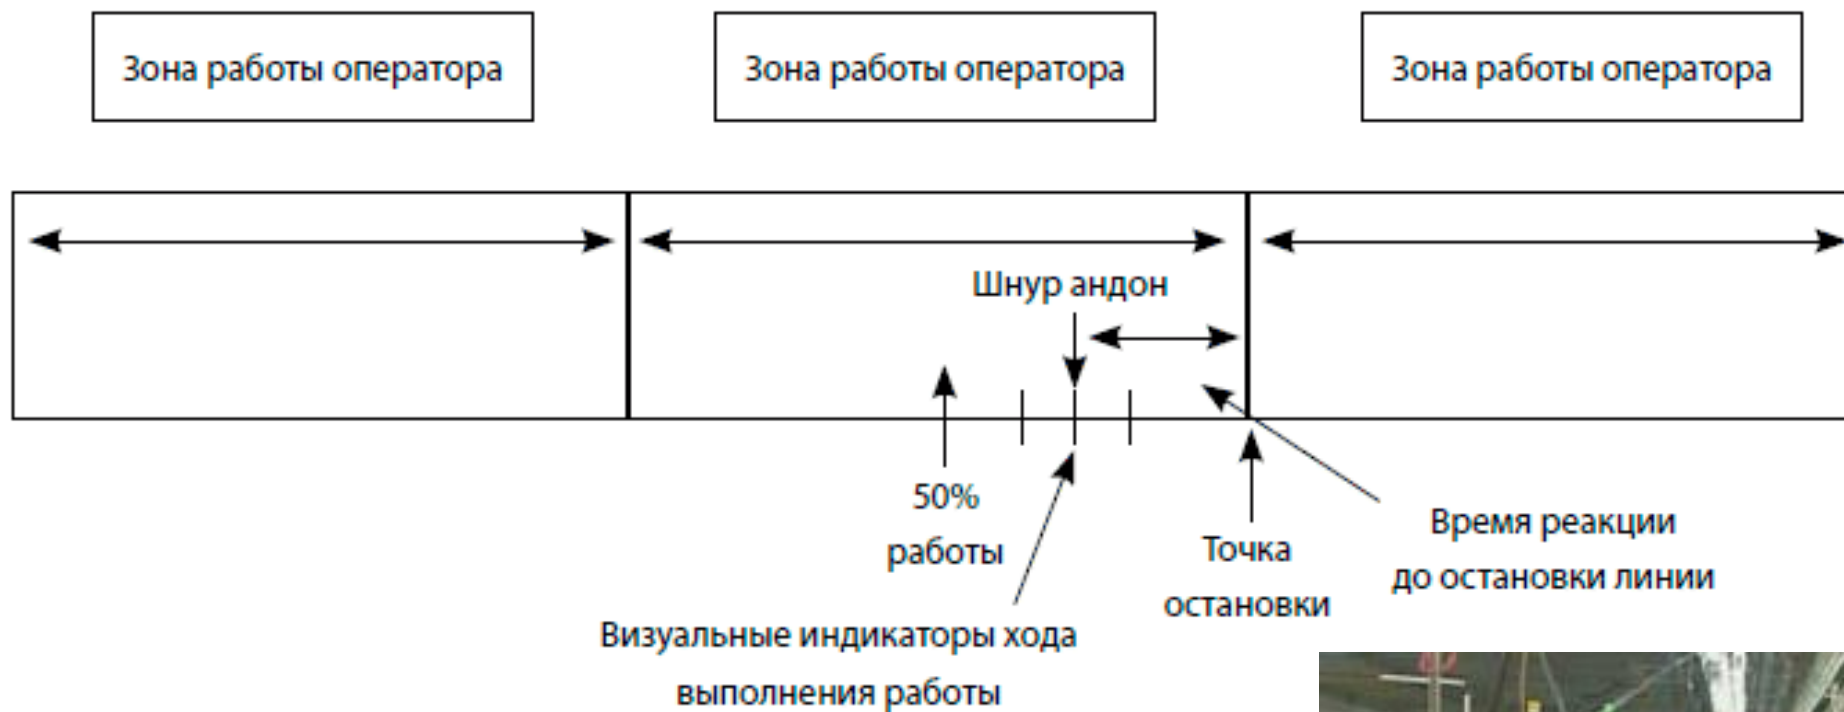 Зона работы оператора
Зона работы оператора
Зона работы оператора
Шнур андон
50%
работы
Визуальные индикаторы хода
выполнения работы
Точка
остановки
Время реакции
до остановки линии